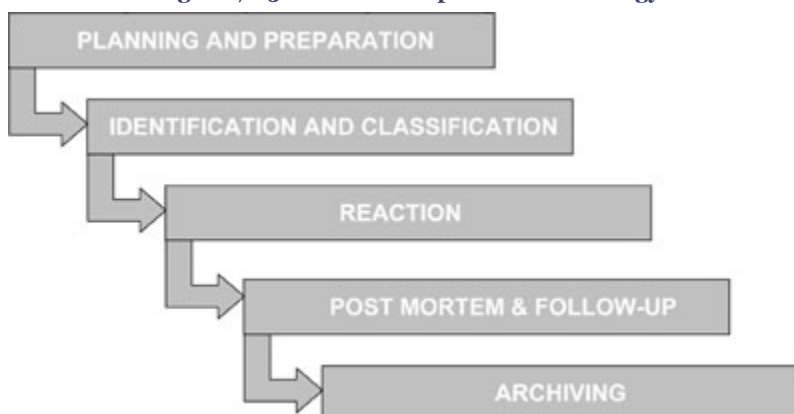 PLANNING AND PREPARATION
IDENTIFICATION AND CLASSIFICATION
REACTION
POST MORTEM & FOLLOW-UP
ARCHIVING